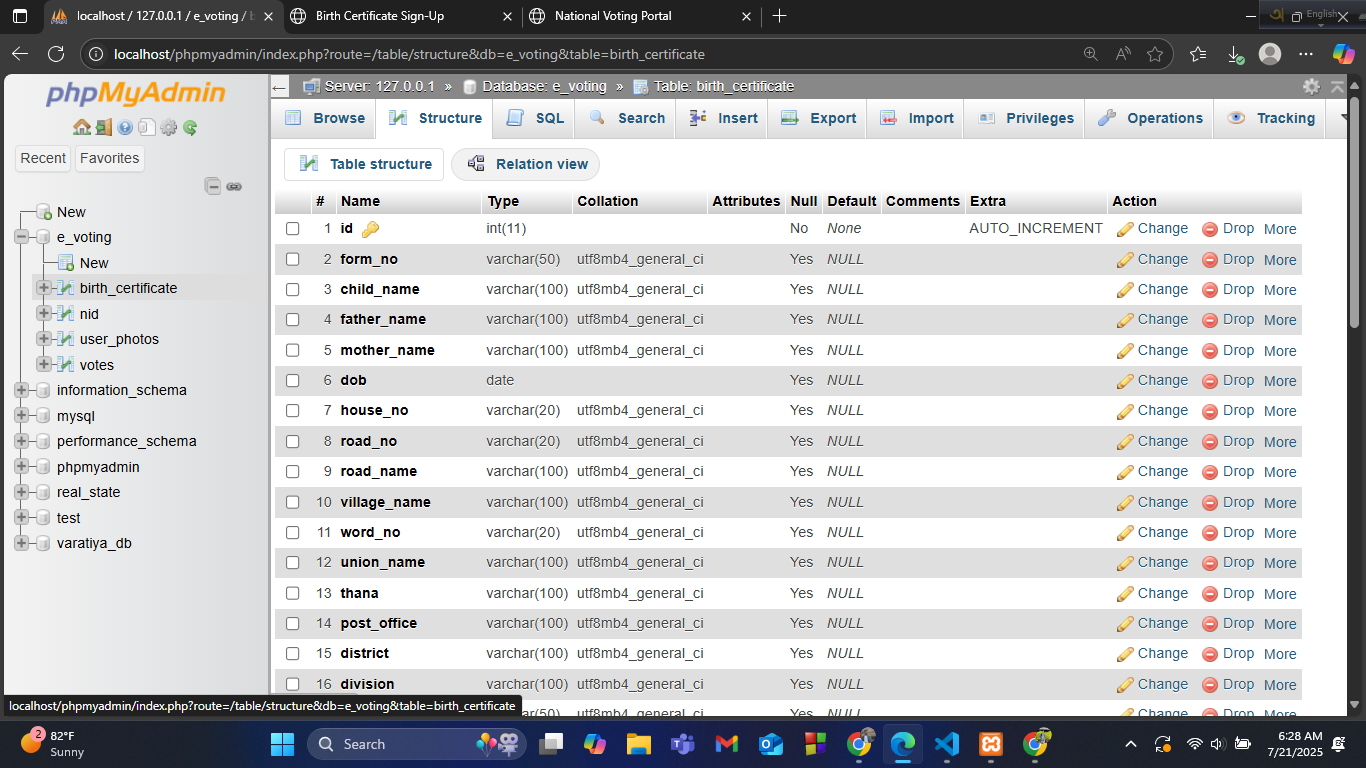 localhost / 127.0.0.1 / e_voting / b
Birth Certificate Sign-Up
National Voting Portal
English
localhost/phpmyadmin/index.php?route=/table/structure&db=e_voting&table=birth_certificate
phpMyAdmin
Recent Favorites
New
e_voting
New
birth_certificate
nid
user_photos
votes
information_schema
mysql
performance_schema
phpmyadmin
real_state
test
varatiya_db
Server: 127.0.0.1 » Database: e_voting » Table: birth_certificate
Browse Structure SQL Search Insert Export Import Privileges Operations Tracking
Table structure Relation view
# Name Type Collation Attributes Null Default Comments Extra Action
1 id int(11) No None AUTO_INCREMENT Change Drop More
2 form_no varchar(50) utf8mb4_general_ci Yes NULL Change Drop More
3 child_name varchar(100) utf8mb4_general_ci Yes NULL Change Drop More
4 father_name varchar(100) utf8mb4_general_ci Yes NULL Change Drop More
5 mother_name varchar(100) utf8mb4_general_ci Yes NULL Change Drop More
6 dob date Yes NULL Change Drop More
7 house_no varchar(20) utf8mb4_general_ci Yes NULL Change Drop More
8 road_no varchar(20) utf8mb4_general_ci Yes NULL Change Drop More
9 road_name varchar(100) utf8mb4_general_ci Yes NULL Change Drop More
10 village_name varchar(100) utf8mb4_general_ci Yes NULL Change Drop More
11 word_no varchar(20) utf8mb4_general_ci Yes NULL Change Drop More
12 union_name varchar(100) utf8mb4_general_ci Yes NULL Change Drop More
13 thana varchar(100) utf8mb4_general_ci Yes NULL Change Drop More
14 post_office varchar(100) utf8mb4_general_ci Yes NULL Change Drop More
15 district varchar(100) utf8mb4_general_ci Yes NULL Change Drop More
16 division varchar(100) utf8mb4_general_ci Yes NULL Change Drop More
varchar(50) utf8mb4_general_ci Yes NULL Change Drop More
localhost/phpmyadmin/index.php?route=/table/structure&db=e_voting&table=birth_certificate
2
82°F
Sunny
Search
6:28 AM
7/21/2025